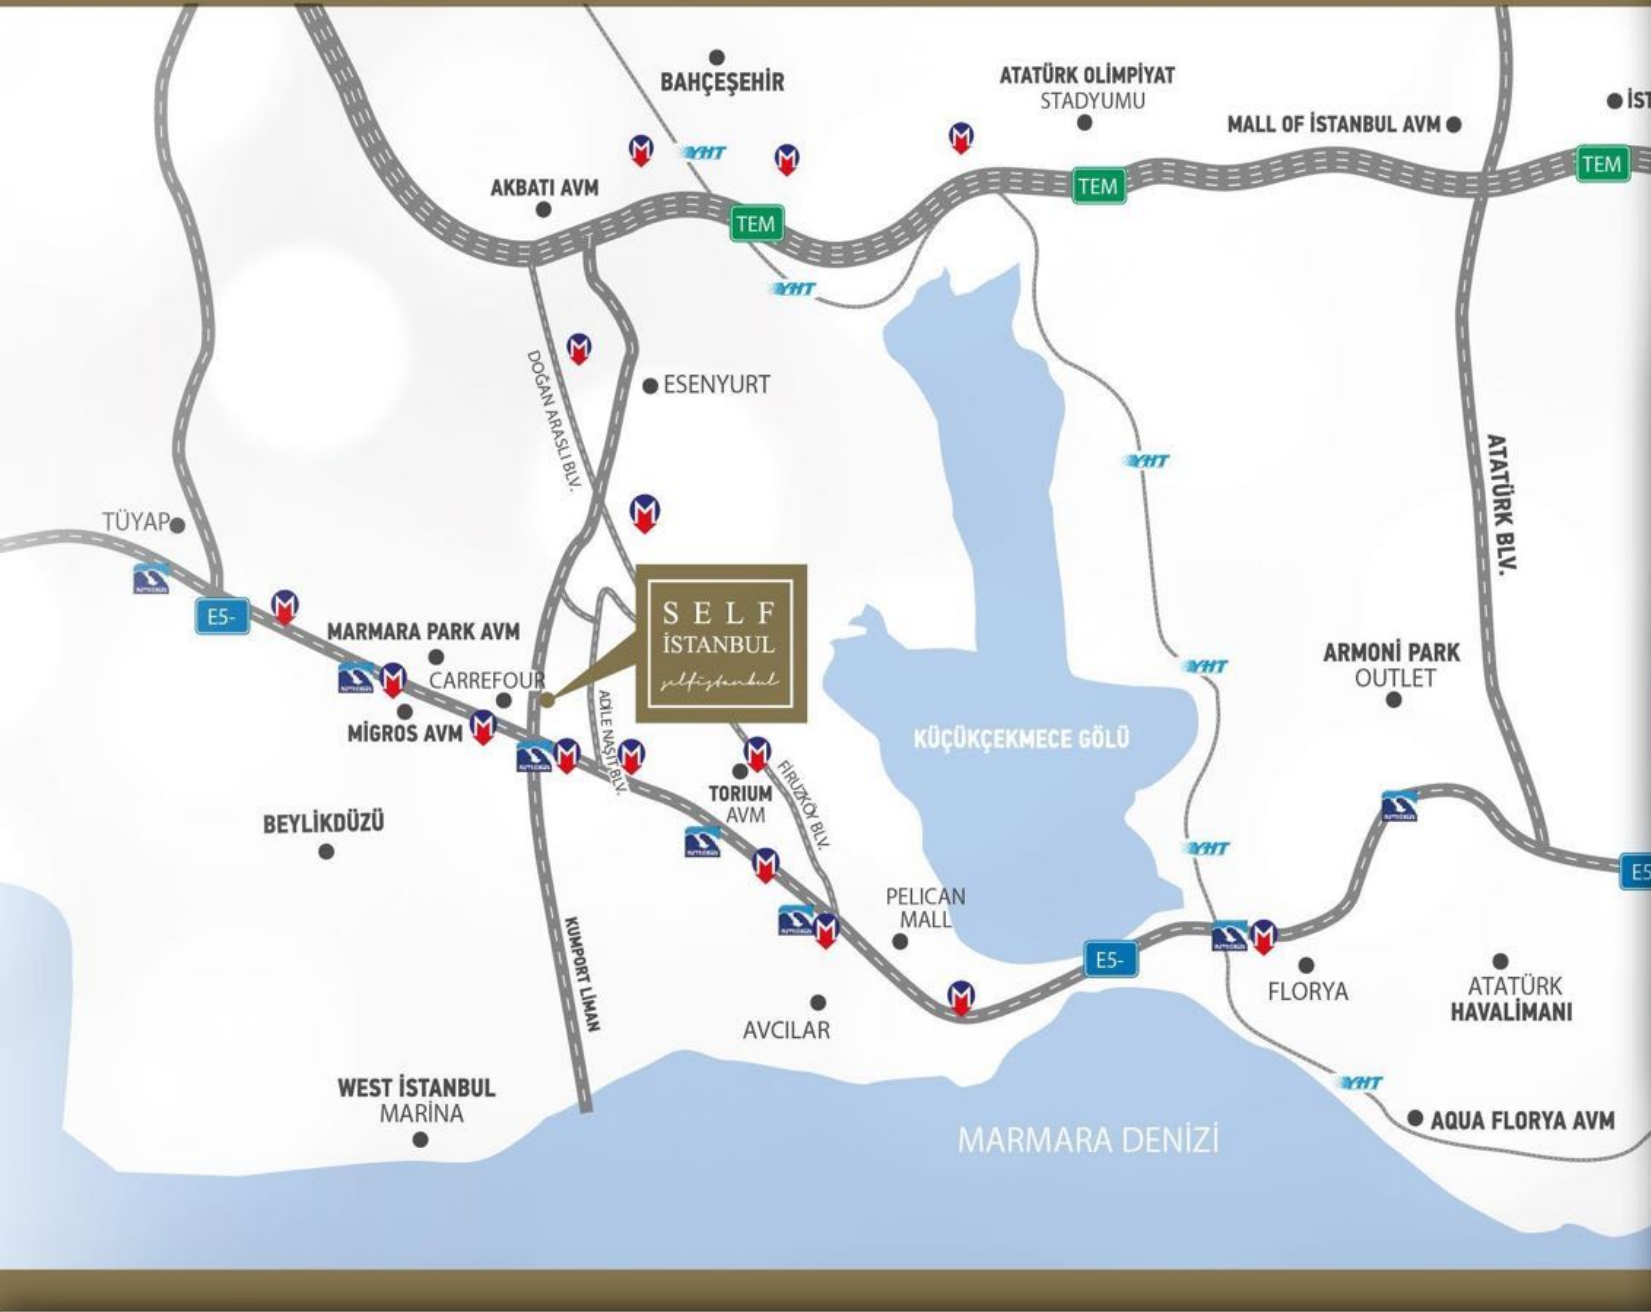 BAHÇEŞEHİR
ATATÜRK OLİMPİYAT
STADYUMU
MALL OF İSTANBUL AVM
İST
M
YHT
M
M
TEM
TEM
AKBATI AVM
TEM
YHT
M
DOĞAN ARASLI BLV.
ESENYURT
YHT
ATATÜRK BLV.
M
TÜYAP
E5-
M
SELF
İSTANBUL
selfistanbul
MARMARA PARK AVM
CARREFOUR
M
MİGROS AVM
M
ADİLE NAŞİT BLV.
YHT
ARMONİ PARK
OUTLET
KÜÇÜKÇEKMECE GÖLÜ
M
M
M
FİRUZKÖY BLV.
TORIUM
AVM
BEYLİKDÜZÜ
YHT
M
E5
PELICAN
MALL
M
KUMPORT LİMAN
E5-
M
FLORYA
ATATÜRK
HAVALİMANI
M
AVCILAR
WEST İSTANBUL
MARİNA
YHT
AQUA FLORYA AVM
MARMARA DENİZİ